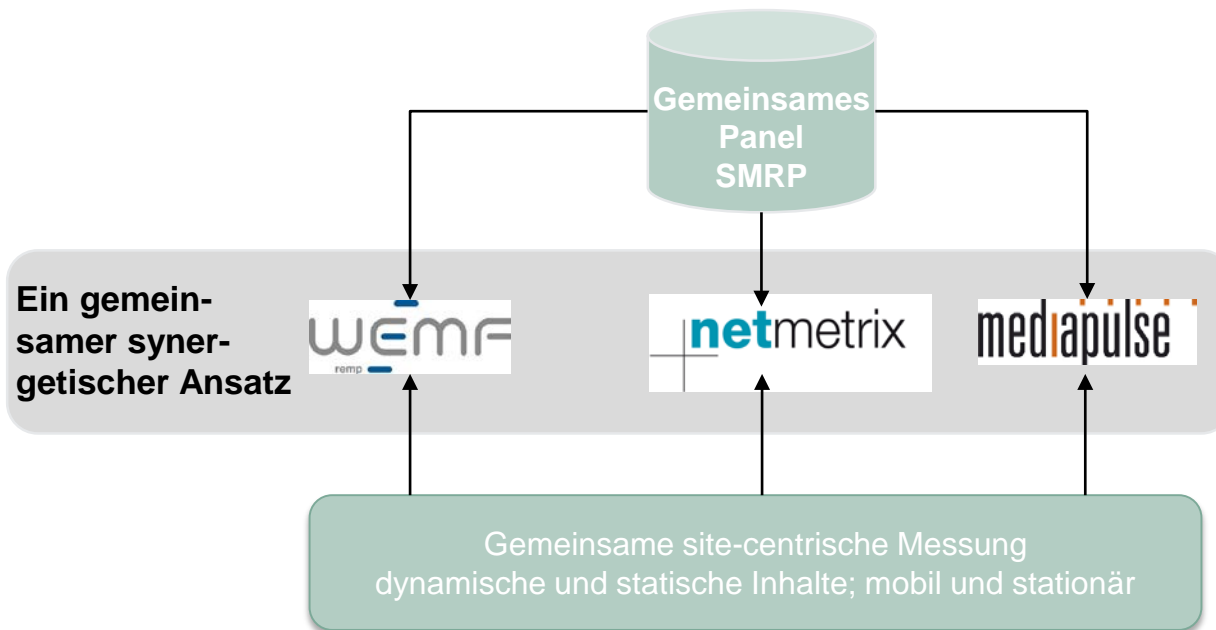 Gemeinsames
Panel
SMRP
Ein gemein-
samer syner-
getischer Ansatz
WEMF
remp
netmetrix
mediapulse
Gemeinsame site-centrische Messung
dynamische und statische Inhalte; mobil und stationär